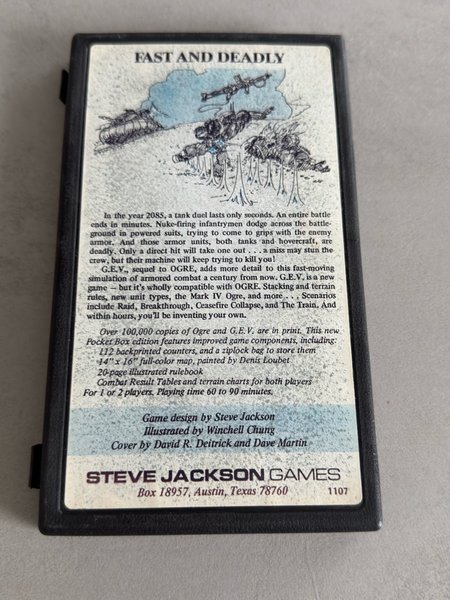 FAST AND DEADLY
In the year 2085, a tank duel lasts only seconds. An entire battle
ends in minutes. Nuke-firing infantrymen dodge across the battle-
ground in powered suits, trying to come to grips with the enemy
armor. And those armor units, both tanks and hovercraft, are
deadly. Only a direct hit will take one out . . . a miss may stun the
crew, but their machine will keep trying to kill you!
G.E.V., sequel to OGRE, adds more detail to this fast-moving
simulation of armored combat a century from now. G.E.V. is a new
game — but it's wholly compatible with OGRE. Stacking and terrain
rules, new unit types, the Mark IV Ogre, and more . . . Scenarios
include Raid, Breakthrough, Ceasefire Collapse, and The Train. And
within hours, you'll be inventing your own.
Over 100,000 copies of Ogre and G.E.V. are in print. This new
Pocket Box edition features improved game components, including:
112 backprinted counters, and a ziplock bag to store them
14" x 16" full-color map, painted by Denis Loubet
20-page illustrated rulebook
Combat Result Tables and terrain charts for both players
For 1 or 2 players. Playing time 60 to 90 minutes.
Game design by Steve Jackson
Illustrated by Winchell Chung
Cover by David R. Deitrick and Dave Martin
STEVE JACKSON GAMES
Box 18957, Austin, Texas 78760
1107